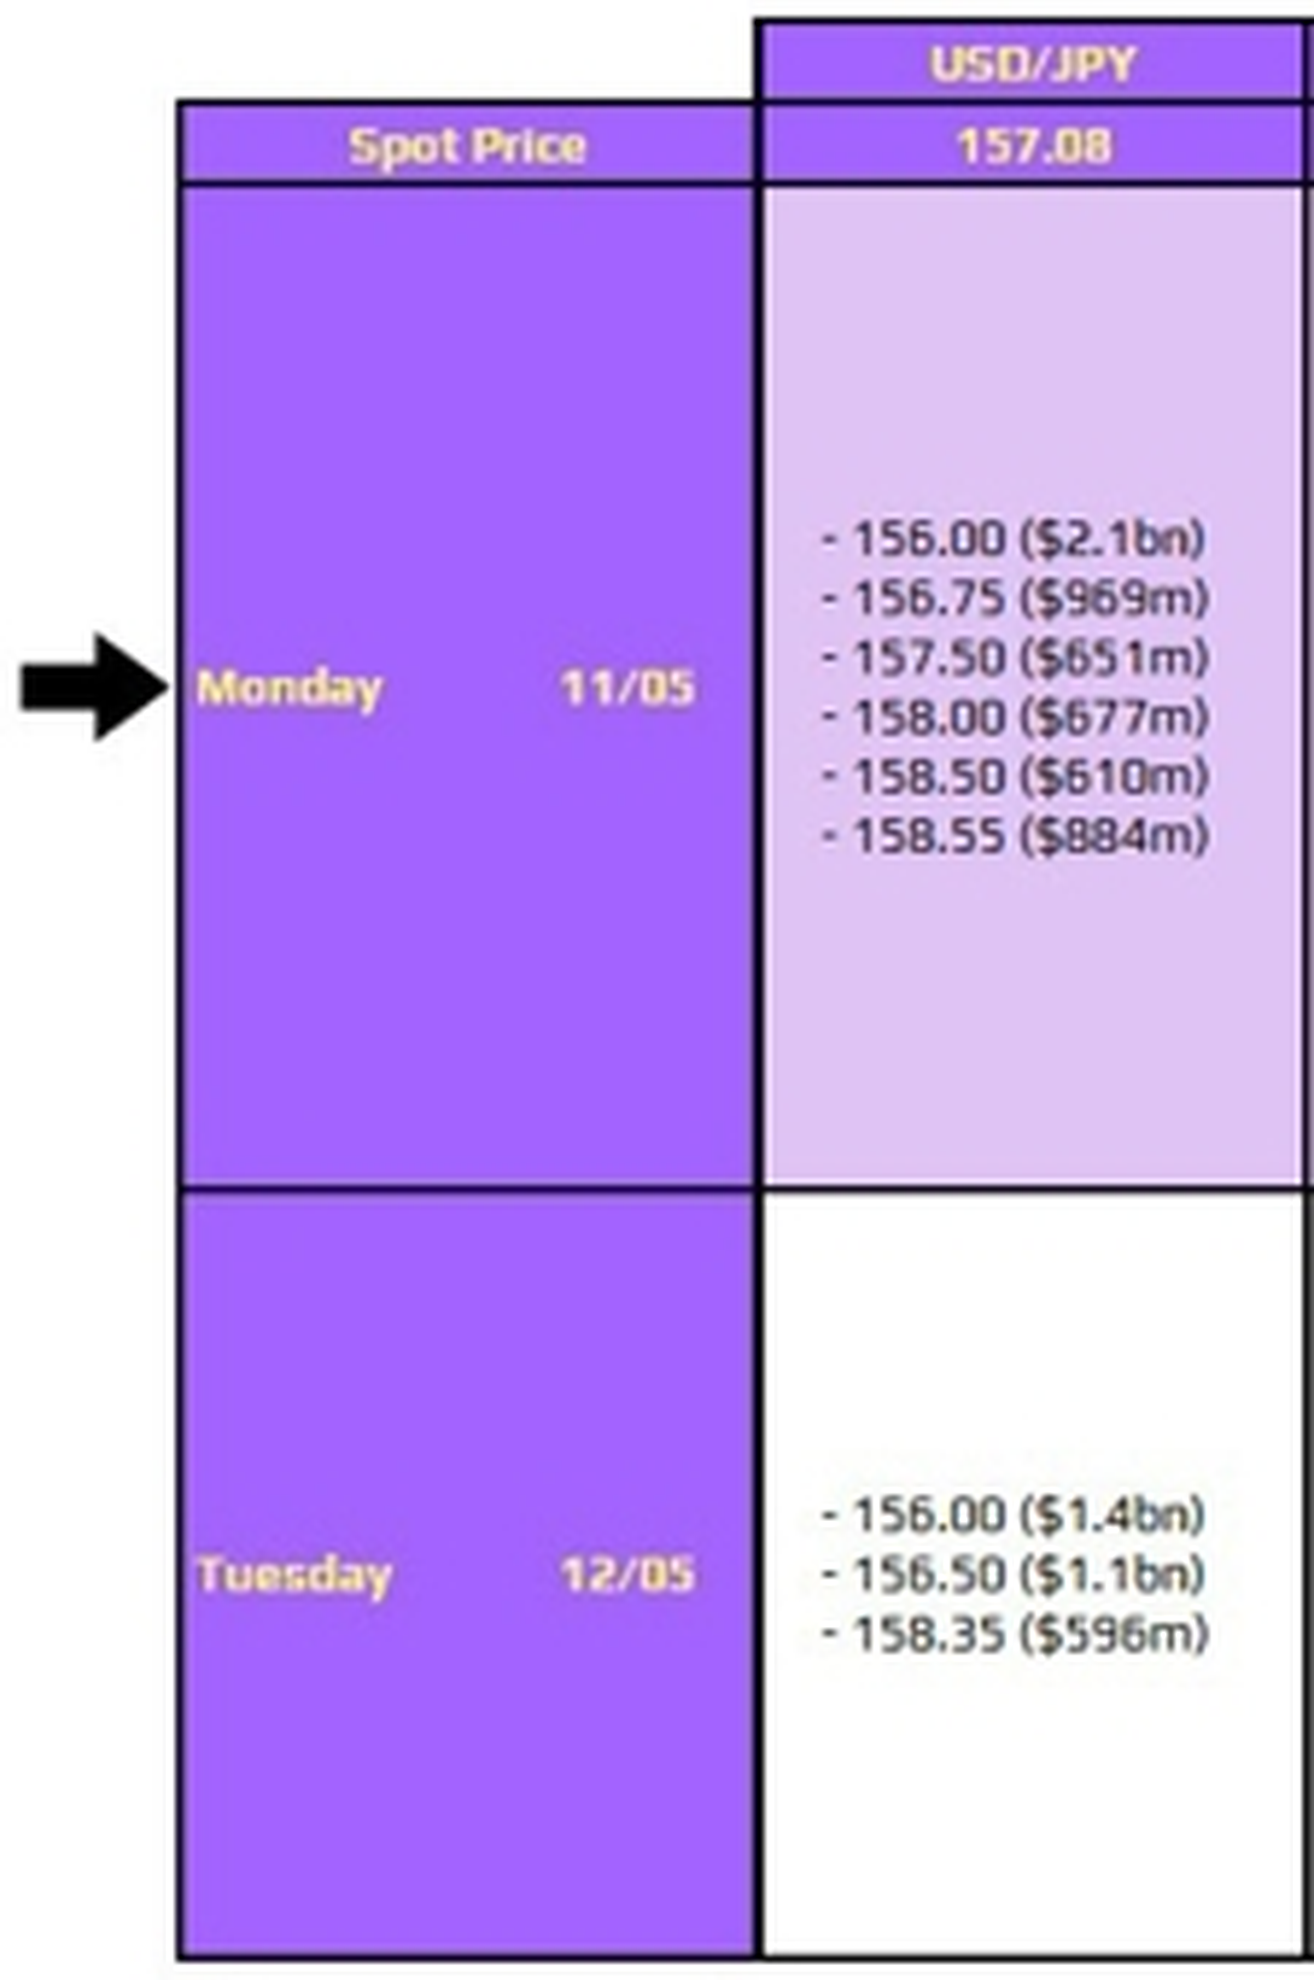 USD/JPY
Spot Price 157.08
Monday 11/05
- 156.00 ($2.1bn)
- 156.75 ($969m)
- 157.50 ($651m)
- 158.00 ($677m)
- 158.50 ($610m)
- 158.55 ($884m)
Tuesday 12/05
- 156.00 ($1.4bn)
- 156.50 ($1.1bn)
- 158.35 ($596m)